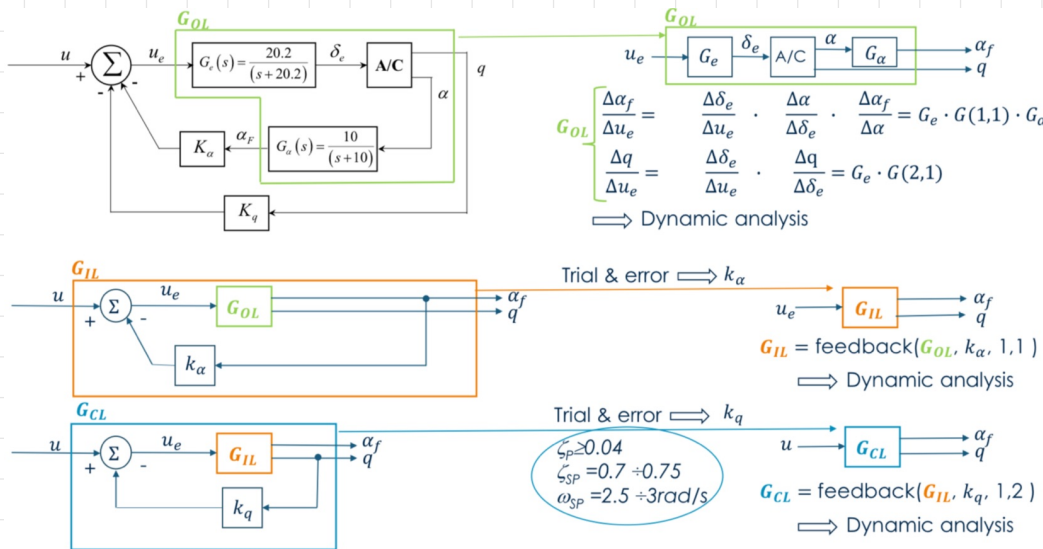 G_OL
u
+
Σ
-
-
u_e
G_e(s)= 20.2/(s+20.2)
δ_e
A/C
q
α
K_α
α_F
G_α(s)= 10/(s+10)
K_q
G_OL
u_e
G_e
δ_e
A/C
α
G_α
α_f
q
G_OL
Δα_f/Δu_e = Δδ_e/Δu_e · Δα/Δδ_e · Δα_f/Δα = G_e · G(1,1) · G_α
Δq/Δu_e = Δδ_e/Δu_e · Δq/Δδ_e = G_e · G(2,1)
⟹ Dynamic analysis
G_IL
u
+
Σ
-
u_e
G_OL
α_f
q
k_α
Trial & error ⟹ k_α
u_e
G_IL
α_f
q
G_IL = feedback(G_OL, k_α, 1,1 )
⟹ Dynamic analysis
G_CL
u
+
Σ
-
u_e
G_IL
α_f
q
k_q
Trial & error ⟹ k_q
ζ_P≥0.04
ζ_SP =0.7 ÷0.75
ω_SP =2.5 ÷3rad/s
u
G_CL
α_f
q
G_CL = feedback(G_IL, k_q, 1,2 )
⟹ Dynamic analysis